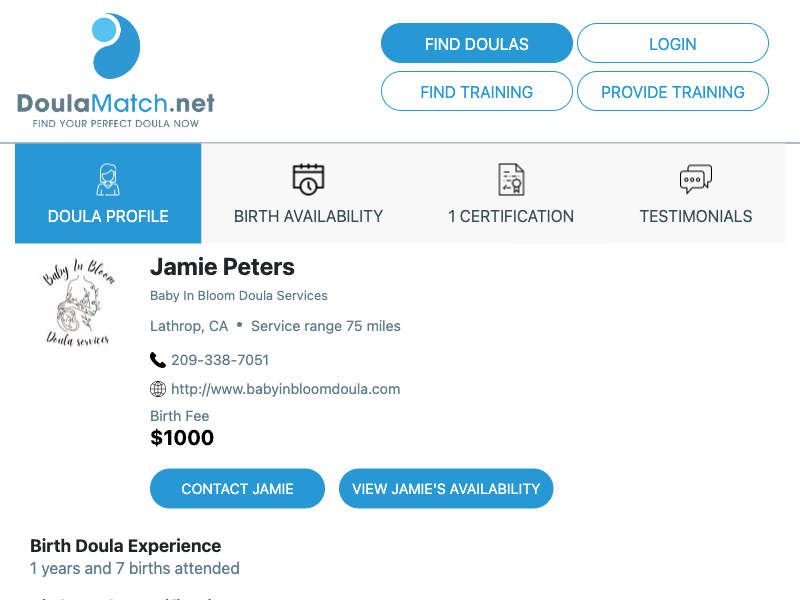 DoulaMatch.net
FIND YOUR PERFECT DOULA NOW
FIND DOULAS
LOGIN
FIND TRAINING
PROVIDE TRAINING
DOULA PROFILE
BIRTH AVAILABILITY
1 CERTIFICATION
TESTIMONIALS
Baby In Bloom
Doula services
Jamie Peters
Baby In Bloom Doula Services
Lathrop, CA • Service range 75 miles
209-338-7051
http://www.babyinbloomdoula.com
Birth Fee
$1000
CONTACT JAMIE
VIEW JAMIE'S AVAILABILITY
Birth Doula Experience
1 years and 7 births attended